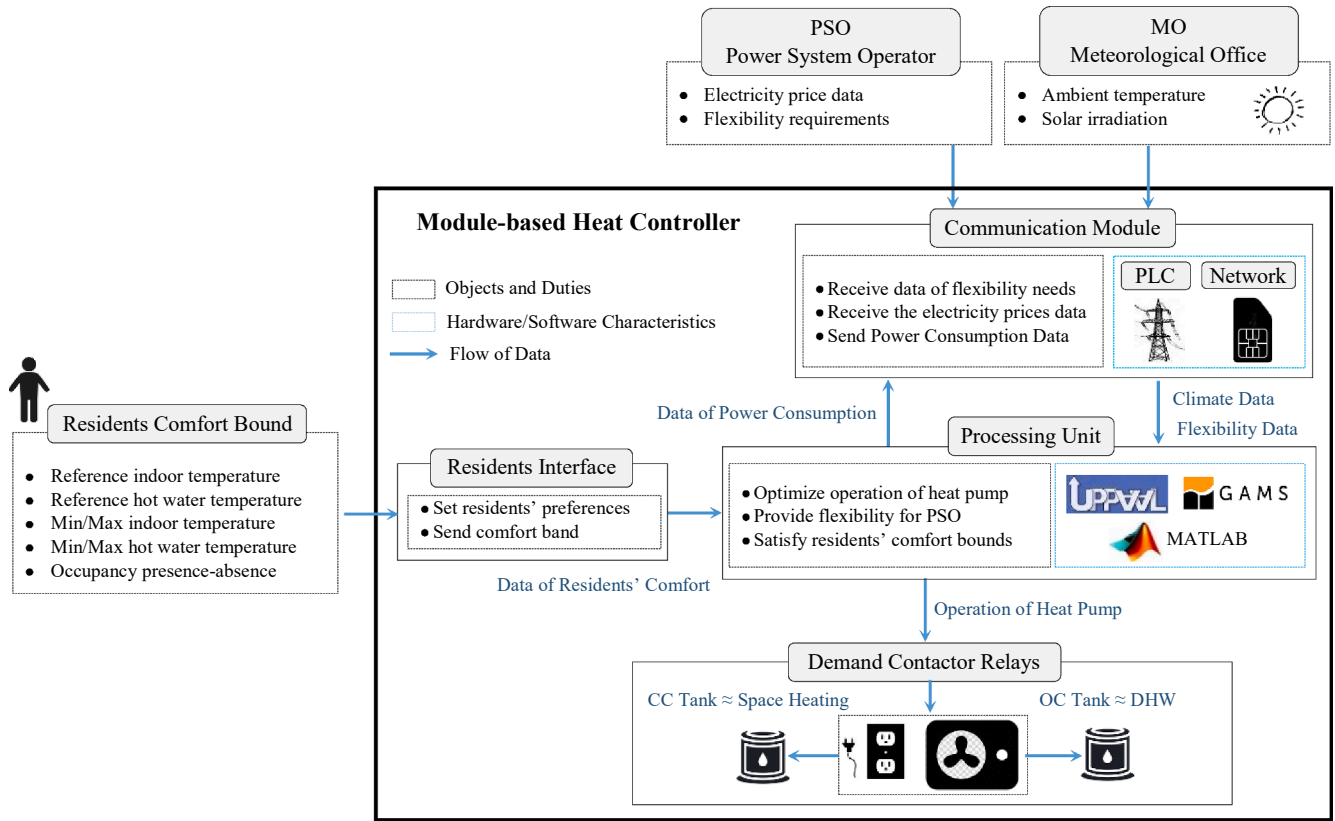 PSO
Power System Operator
● Electricity price data
● Flexibility requirements
MO
Meteorological Office
● Ambient temperature
● Solar irradiation
Module-based Heat Controller
Objects and Duties
Hardware/Software Characteristics
Flow of Data
Communication Module
● Receive data of flexibility needs
● Receive the electricity prices data
● Send Power Consumption Data
PLC
Network
Data of Power Consumption
Climate Data
Flexibility Data
Residents Comfort Bound
● Reference indoor temperature
● Reference hot water temperature
● Min/Max indoor temperature
● Min/Max hot water temperature
● Occupancy presence-absence
Residents Interface
● Set residents' preferences
● Send comfort band
Data of Residents' Comfort
Processing Unit
● Optimize operation of heat pump
● Provide flexibility for PSO
● Satisfy residents' comfort bounds
UPPAAL
GAMS
MATLAB
Operation of Heat Pump
Demand Contactor Relays
CC Tank ≈ Space Heating
OC Tank ≈ DHW